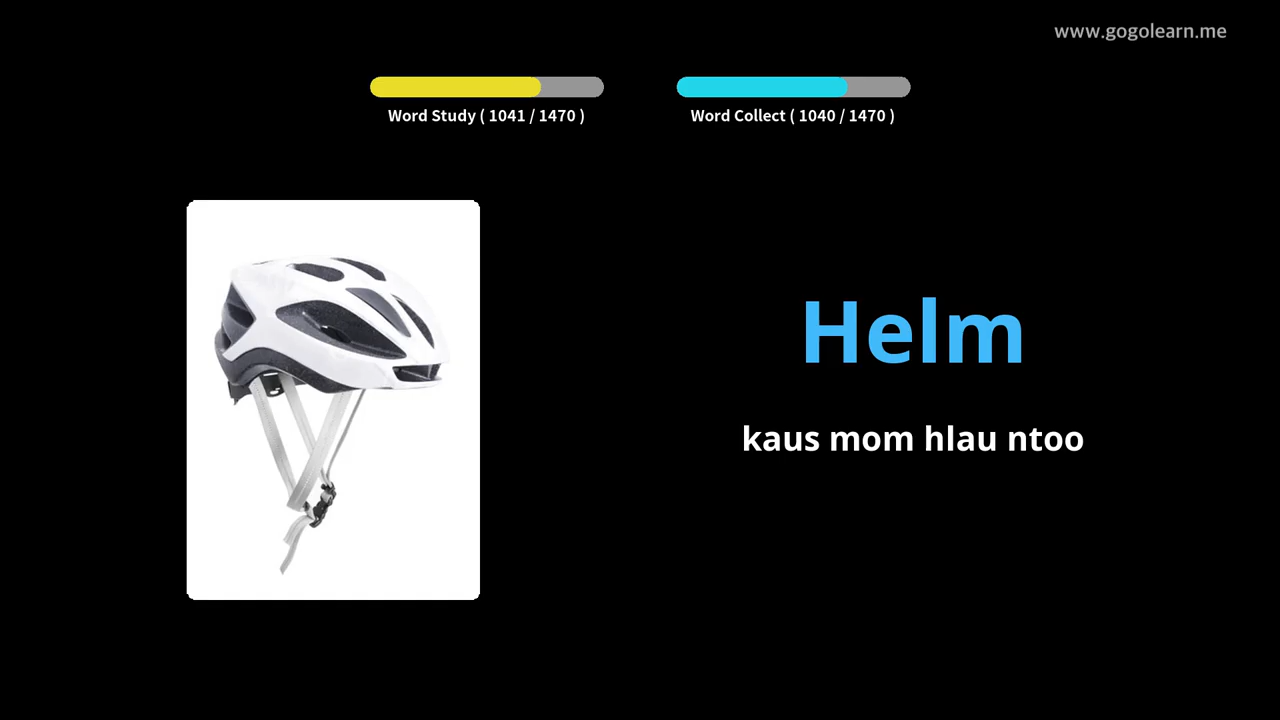 www.gogolearn.me
Word Study ( 1041 / 1470 )
Word Collect ( 1040 / 1470 )
Helm
kaus mom hlau ntoo